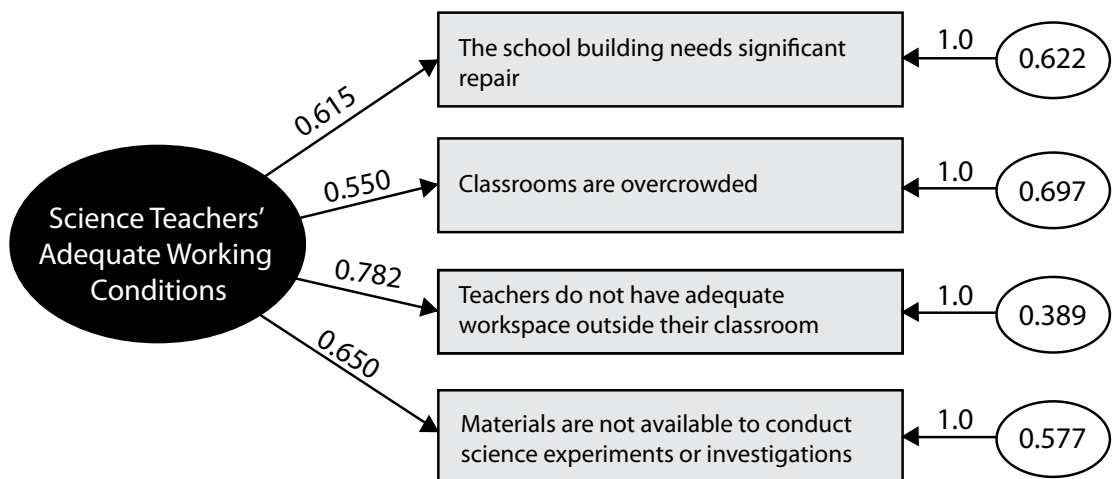 The school building needs significant
repair
1.0
0.622
0.615
Classrooms are overcrowded
1.0
0.697
0.550
Science Teachers’
Adequate Working
Conditions
0.782
Teachers do not have adequate
workspace outside their classroom
1.0
0.389
0.650
Materials are not available to conduct
science experiments or investigations
1.0
0.577